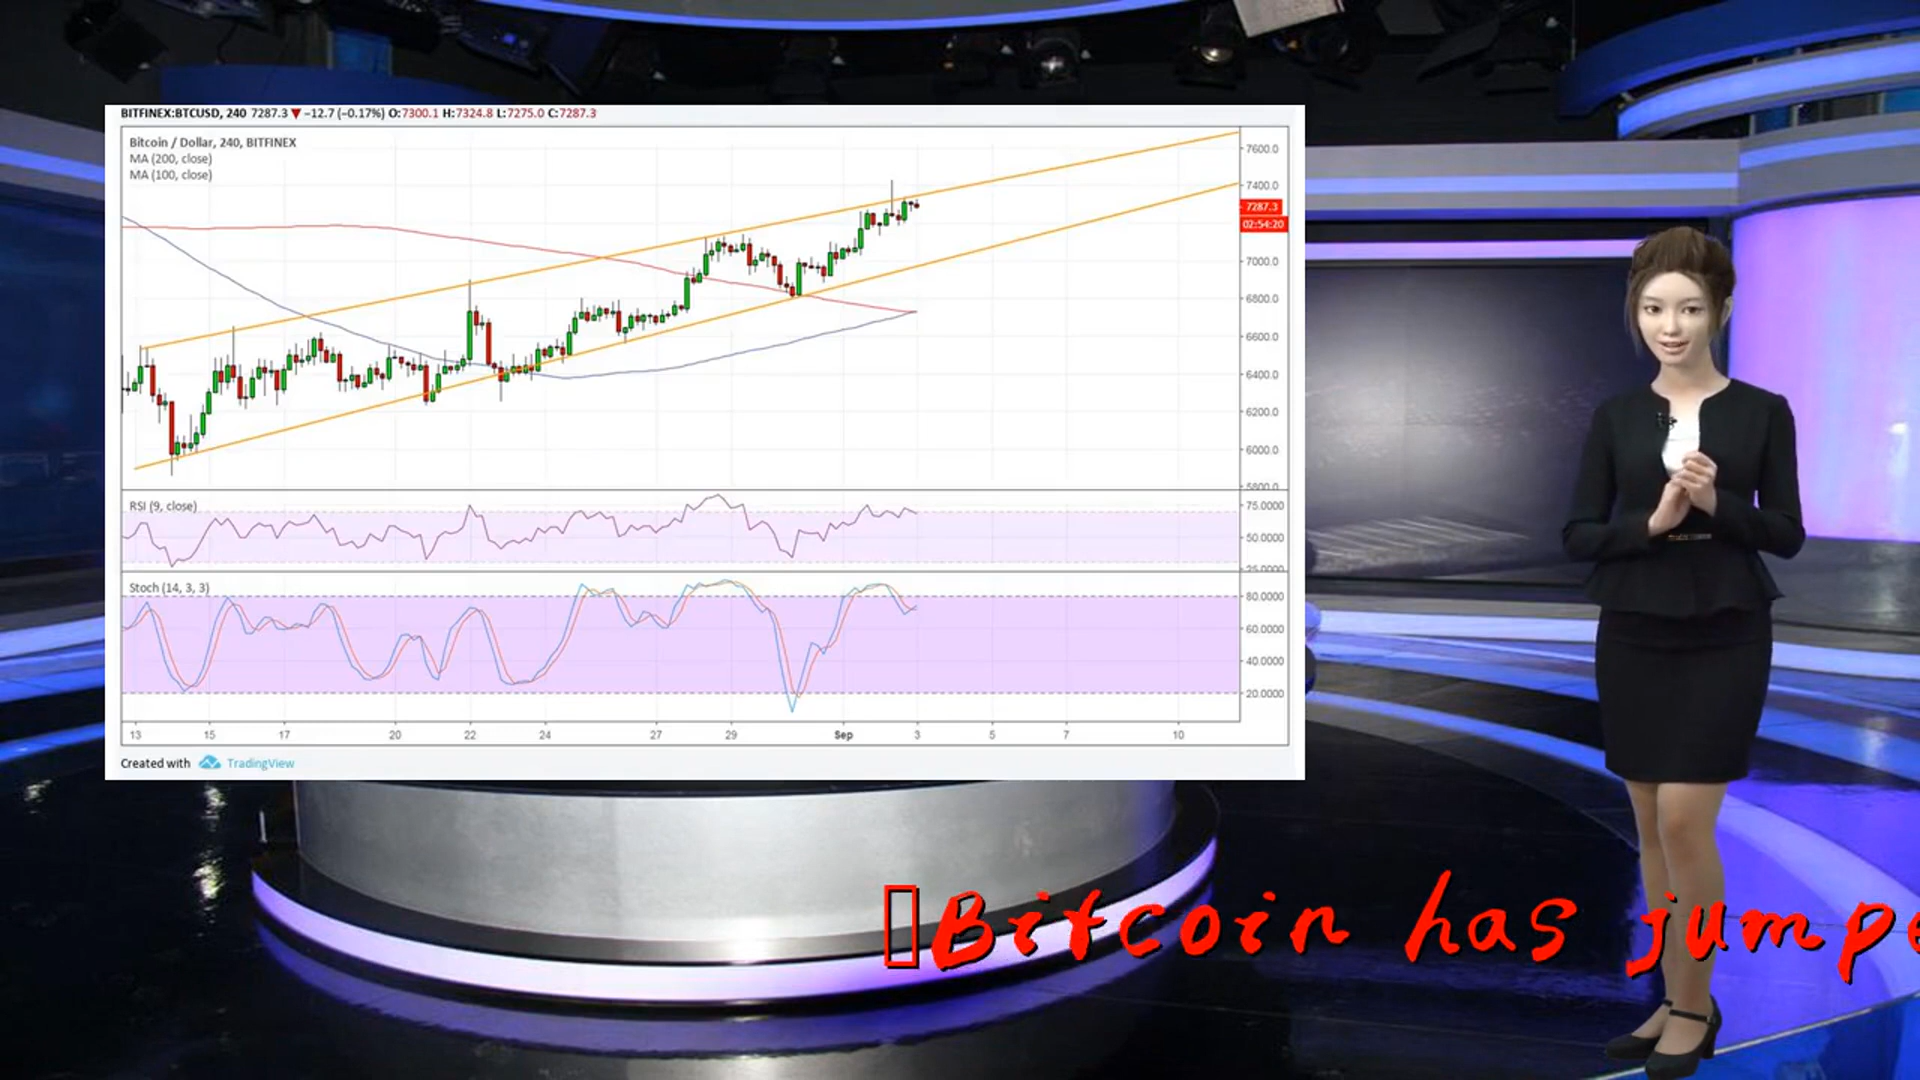 BITFINEX:BTCUSD, 240 7287.3 ▼ −12.7 (−0.17%) O:7300.1 H:7324.8 L:7275.0 C:7287.3
Bitcoin / Dollar, 240, BITFINEX
MA (200, close)
MA (100, close)
7600.0
7400.0
7287.3
02:54:20
7000.0
6800.0
6600.0
6400.0
6200.0
6000.0
5800.0
RSI (9, close)
75.0000
50.0000
25.0000
Stoch (14, 3, 3)
80.0000
60.0000
40.0000
20.0000
13 15 17 20 22 24 27 29 Sep 3 5 7 10
Created with TradingView
Bitcoin has jumpe